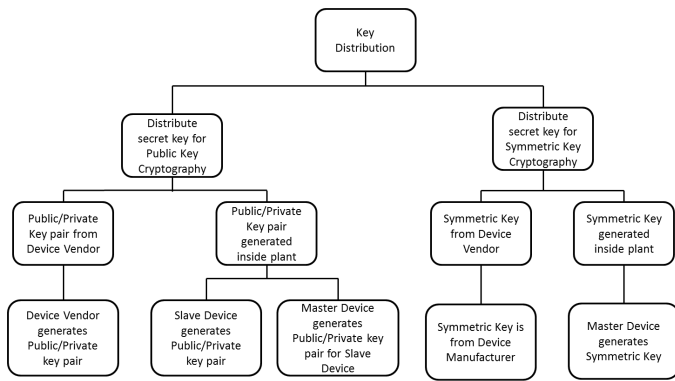 Key
Distribution
Distribute
secret key for
Public Key
Cryptography
Distribute
secret key for
Symmetric Key
Cryptography
Public/Private
Key pair from
Device Vendor
Public/Private
Key pair
generated
inside plant
Symmetric Key
from Device
Vendor
Symmetric Key
generated
inside plant
Device Vendor
generates
Public/Private
key pair
Slave Device
generates
Public/Private
key pair
Master Device
generates
Public/Private key
pair for Slave
Device
Symmetric Key is
from Device
Manufacturer
Master Device
generates
Symmetric Key